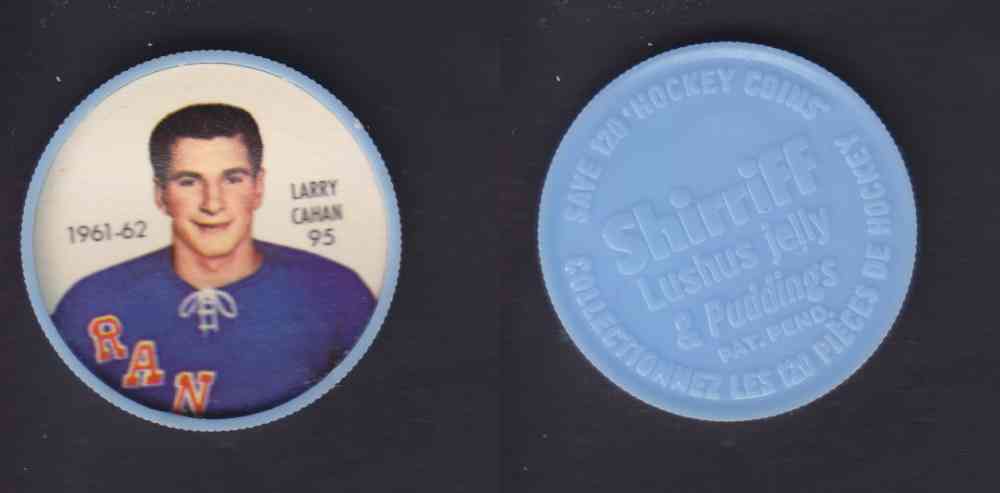 1961-62
LARRY
CAHAN
95
RAN
SAVE 120 'HOCKEY COINS'
Shirriff
Lushus Jelly
& Puddings
PAT. PEND.
COLLECTIONNEZ LES 120 PIÈCES DE HOCKEY